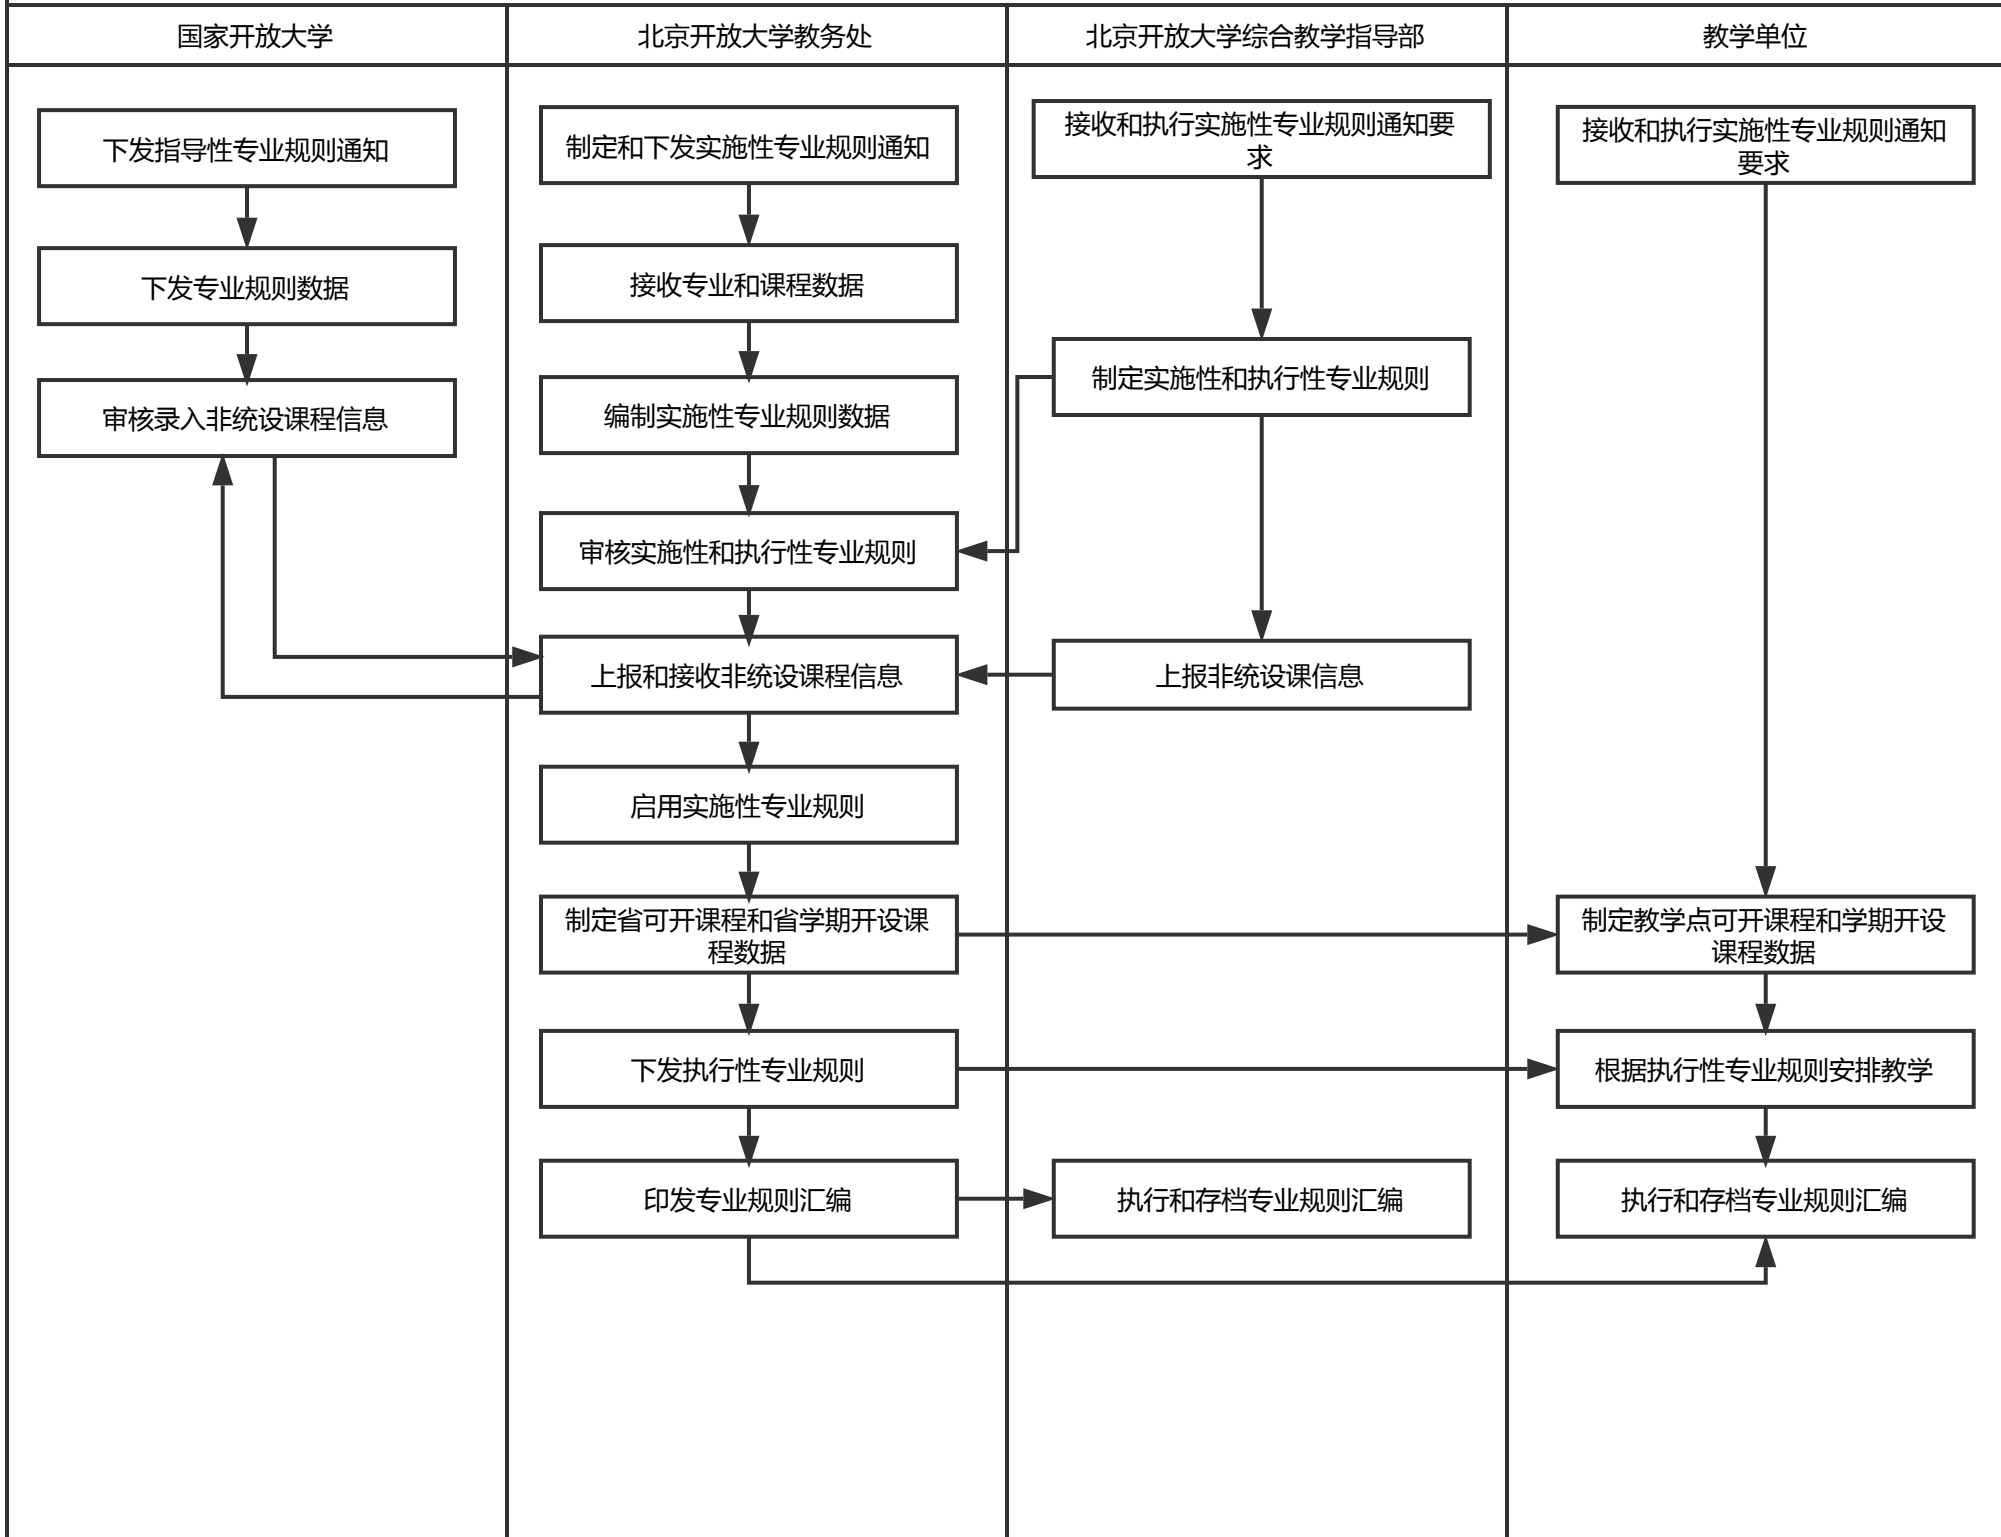 国家开放大学
北京开放大学教务处
北京开放大学综合教学指导部
教学单位
下发指导性专业规则通知
下发专业规则数据
审核录入非统设课程信息
制定和下发实施性专业规则通知
接收专业和课程数据
编制实施性专业规则数据
审核实施性和执行性专业规则
上报和接收非统设课程信息
启用实施性专业规则
制定省可开课程和省学期开设课
程数据
下发执行性专业规则
印发专业规则汇编
接收和执行实施性专业规则通知要
求
制定实施性和执行性专业规则
上报非统设课信息
执行和存档专业规则汇编
接收和执行实施性专业规则通知
要求
制定教学点可开课程和学期开设
课程数据
根据执行性专业规则安排教学
执行和存档专业规则汇编